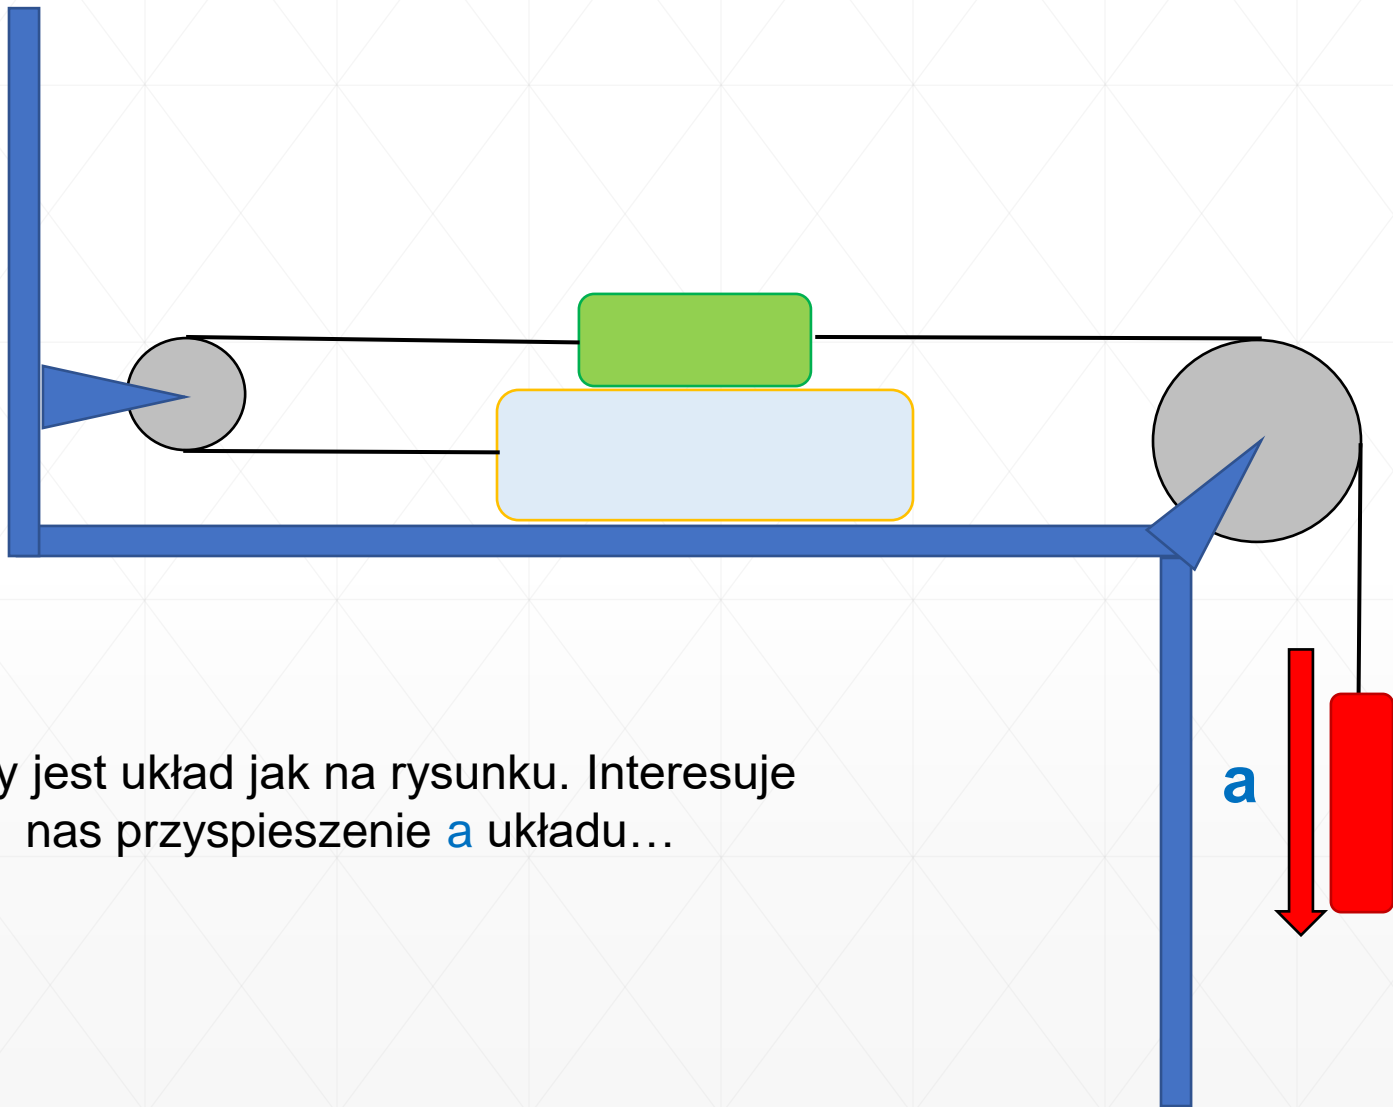 y jest układ jak na rysunku. Interesuje
nas przyspieszenie a układu…
a